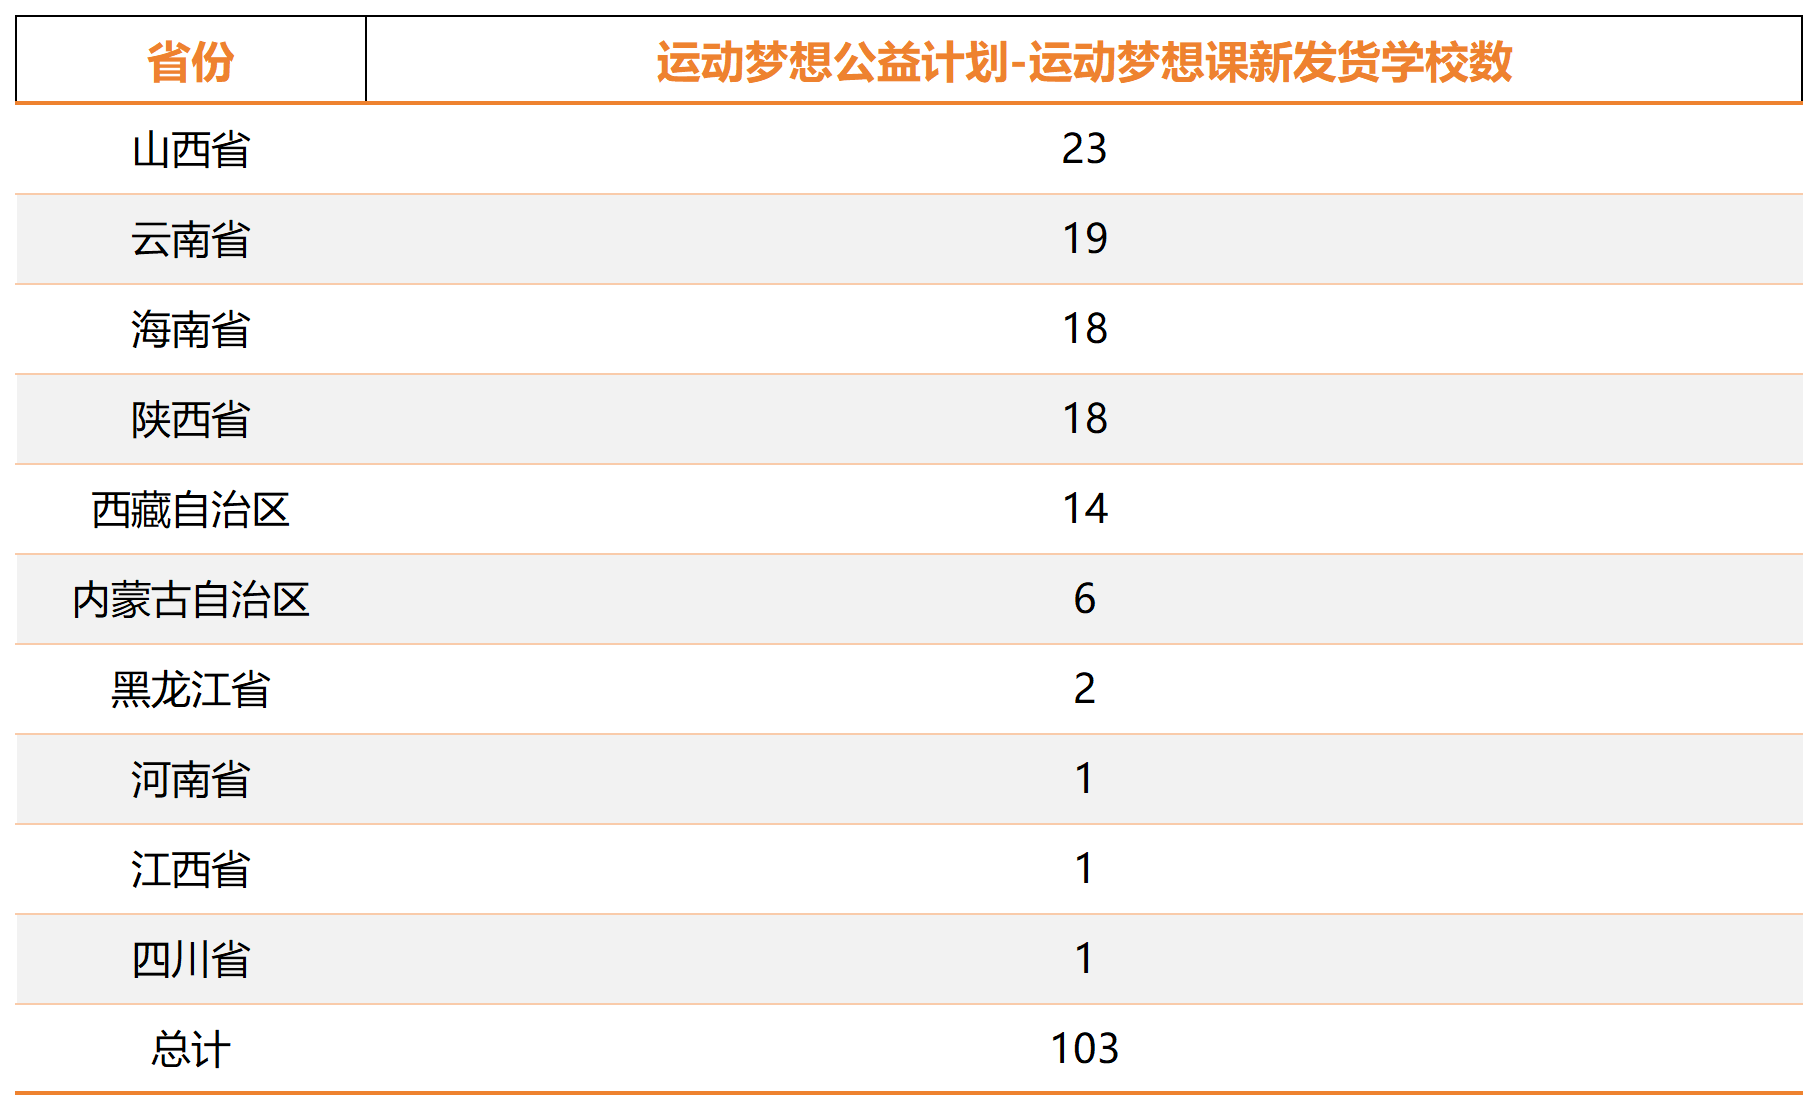 省份 运动梦想公益计划-运动梦想课新发货学校数
山西省 23
云南省 19
海南省 18
陕西省 18
西藏自治区 14
内蒙古自治区 6
黑龙江省 2
河南省 1
江西省 1
四川省 1
总计 103